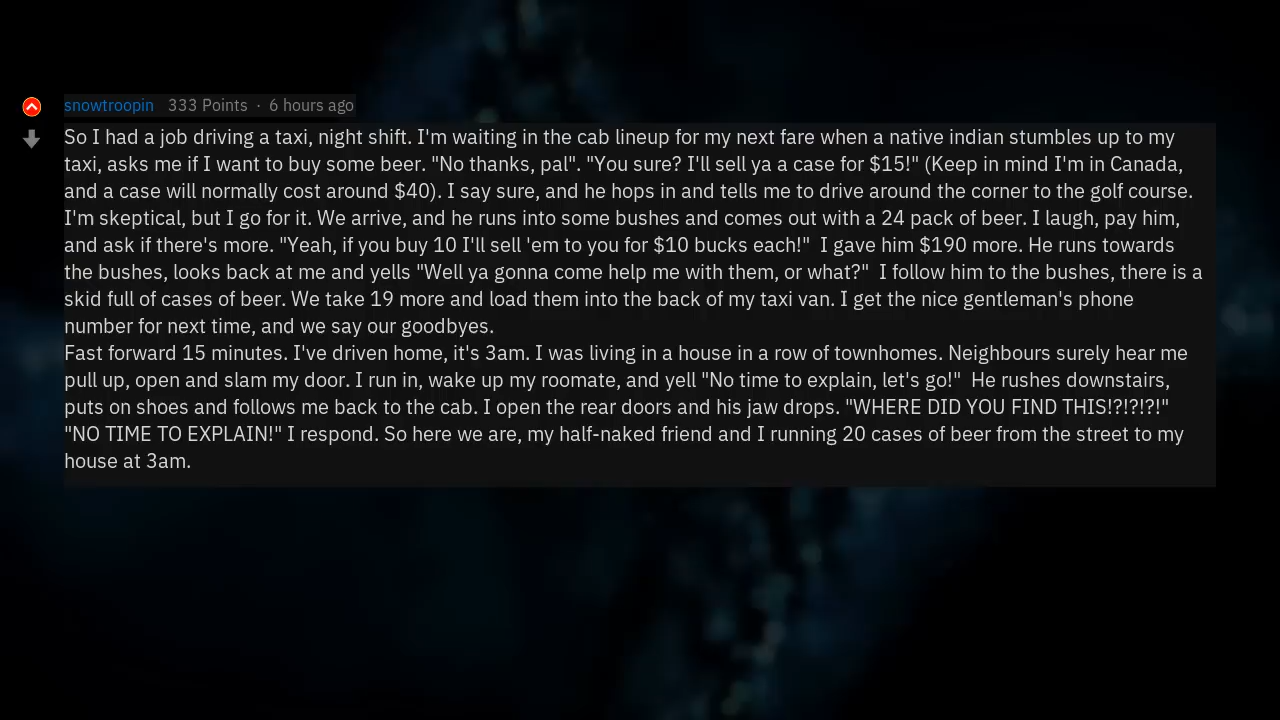 snowtroopin 333 Points · 6 hours ago
So I had a job driving a taxi, night shift. I'm waiting in the cab lineup for my next fare when a native indian stumbles up to my
taxi, asks me if I want to buy some beer. "No thanks, pal". "You sure? I'll sell ya a case for $15!" (Keep in mind I'm in Canada,
and a case will normally cost around $40). I say sure, and he hops in and tells me to drive around the corner to the golf course.
I'm skeptical, but I go for it. We arrive, and he runs into some bushes and comes out with a 24 pack of beer. I laugh, pay him,
and ask if there's more. "Yeah, if you buy 10 I'll sell 'em to you for $10 bucks each!"  I gave him $190 more. He runs towards
the bushes, looks back at me and yells "Well ya gonna come help me with them, or what?"  I follow him to the bushes, there is a
skid full of cases of beer. We take 19 more and load them into the back of my taxi van. I get the nice gentleman's phone
number for next time, and we say our goodbyes.
Fast forward 15 minutes. I've driven home, it's 3am. I was living in a house in a row of townhomes. Neighbours surely hear me
pull up, open and slam my door. I run in, wake up my roomate, and yell "No time to explain, let's go!"  He rushes downstairs,
puts on shoes and follows me back to the cab. I open the rear doors and his jaw drops. "WHERE DID YOU FIND THIS!?!?!?!"
"NO TIME TO EXPLAIN!" I respond. So here we are, my half-naked friend and I running 20 cases of beer from the street to my
house at 3am.